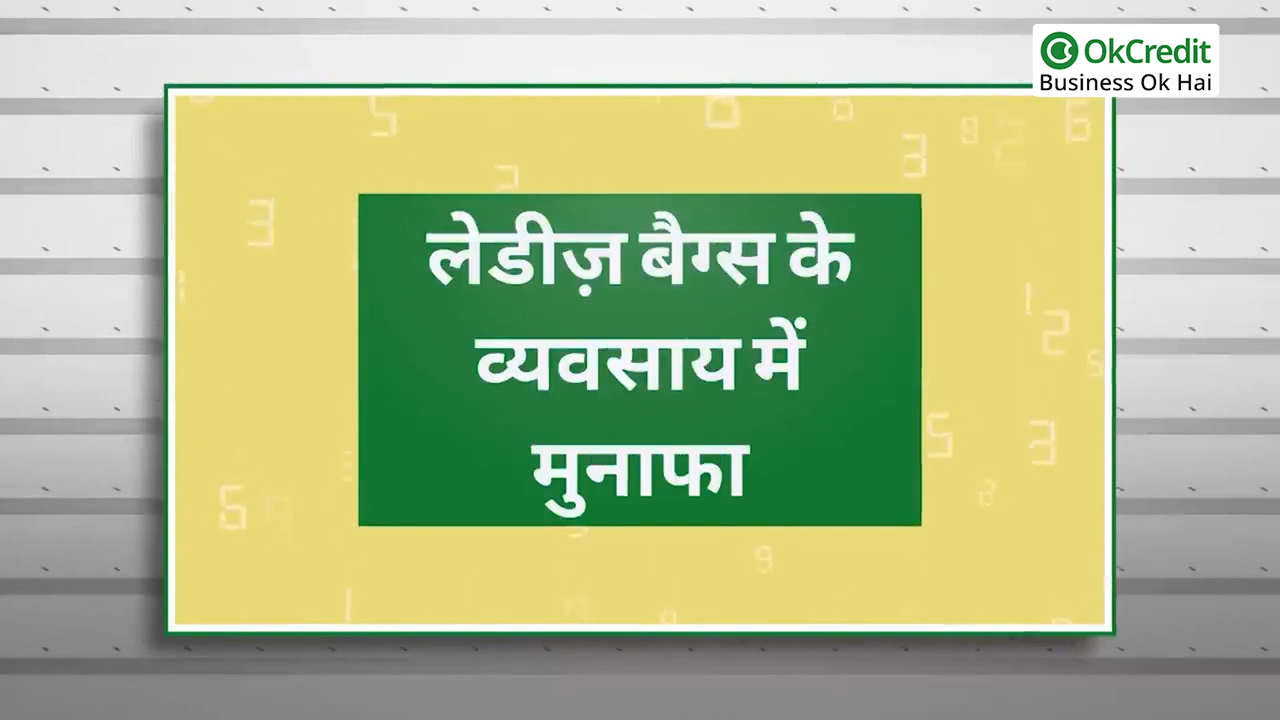 OkCredit
Business Ok Hai
लेडीज़ बैग्स के
व्यवसाय में
मुनाफा